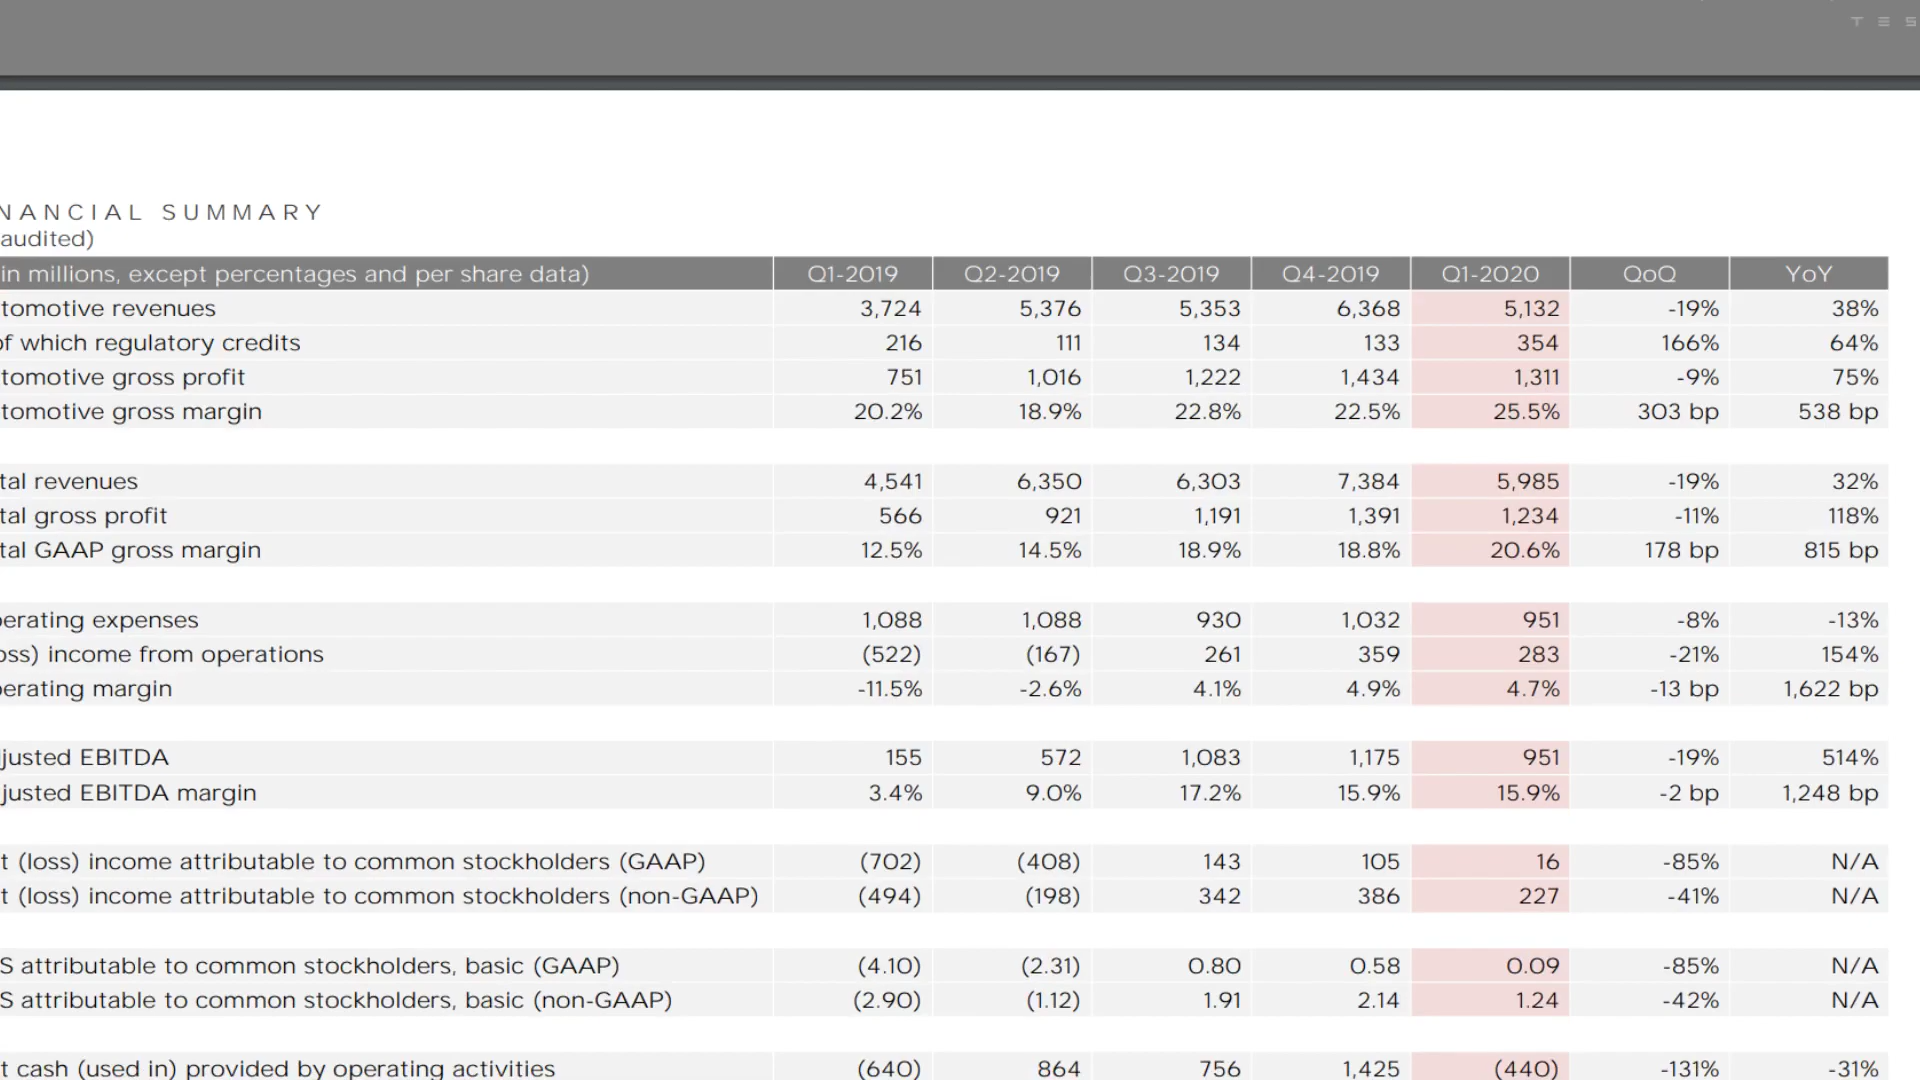 T E S
NANCIAL SUMMARY
audited)
in millions, except percentages and per share data) Q1-2019 Q2-2019 Q3-2019 Q4-2019 Q1-2020 QoQ YoY
tomotive revenues 3,724 5,376 5,353 6,368 5,132 -19% 38%
of which regulatory credits 216 111 134 133 354 166% 64%
tomotive gross profit 751 1,016 1,222 1,434 1,311 -9% 75%
tomotive gross margin 20.2% 18.9% 22.8% 22.5% 25.5% 303 bp 538 bp
tal revenues 4,541 6,350 6,303 7,384 5,985 -19% 32%
tal gross profit 566 921 1,191 1,391 1,234 -11% 118%
tal GAAP gross margin 12.5% 14.5% 18.9% 18.8% 20.6% 178 bp 815 bp
erating expenses 1,088 1,088 930 1,032 951 -8% -13%
oss) income from operations (522) (167) 261 359 283 -21% 154%
erating margin -11.5% -2.6% 4.1% 4.9% 4.7% -13 bp 1,622 bp
justed EBITDA 155 572 1,083 1,175 951 -19% 514%
justed EBITDA margin 3.4% 9.0% 17.2% 15.9% 15.9% -2 bp 1,248 bp
t (loss) income attributable to common stockholders (GAAP) (702) (408) 143 105 16 -85% N/A
t (loss) income attributable to common stockholders (non-GAAP) (494) (198) 342 386 227 -41% N/A
S attributable to common stockholders, basic (GAAP) (4.10) (2.31) 0.80 0.58 0.09 -85% N/A
S attributable to common stockholders, basic (non-GAAP) (2.90) (1.12) 1.91 2.14 1.24 -42% N/A
t cash (used in) provided by operating activities (640) 864 756 1,425 (440) -131% -31%